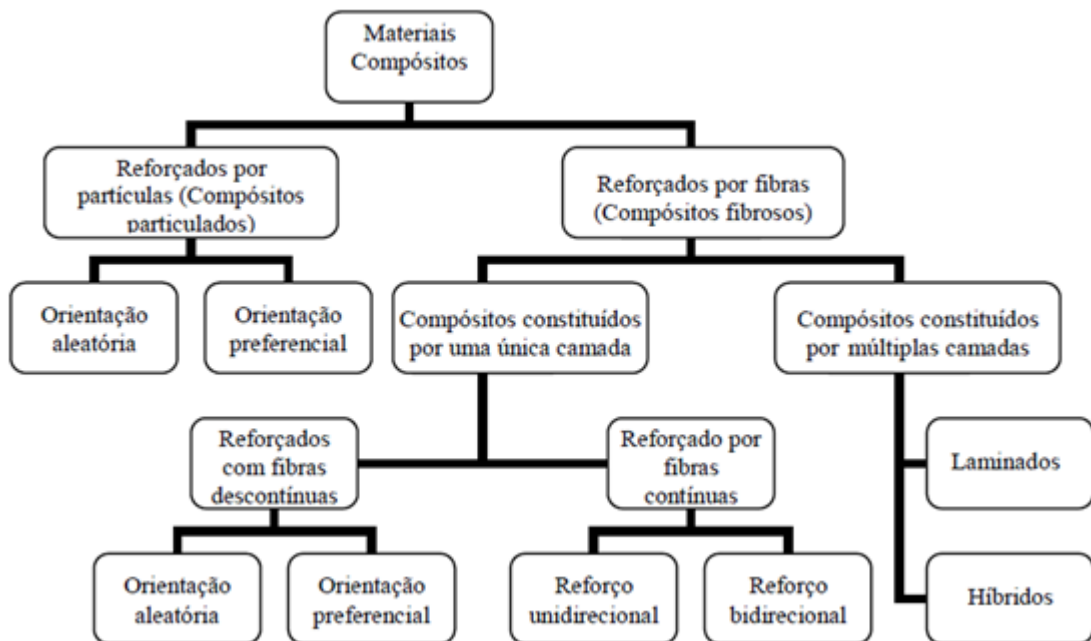 Materiais
Compósitos
Reforçados por
partículas (Compósitos
particulados)
Reforçados por fibras
(Compósitos fibrosos)
Orientação
aleatória
Orientação
preferencial
Compósitos constituídos
por uma única camada
Compósitos constituídos
por múltiplas camadas
Reforçados
com fibras
descontínuas
Reforçado por
fibras
contínuas
Laminados
Orientação
aleatória
Orientação
preferencial
Reforço
unidirecional
Reforço
bidirecional
Híbridos